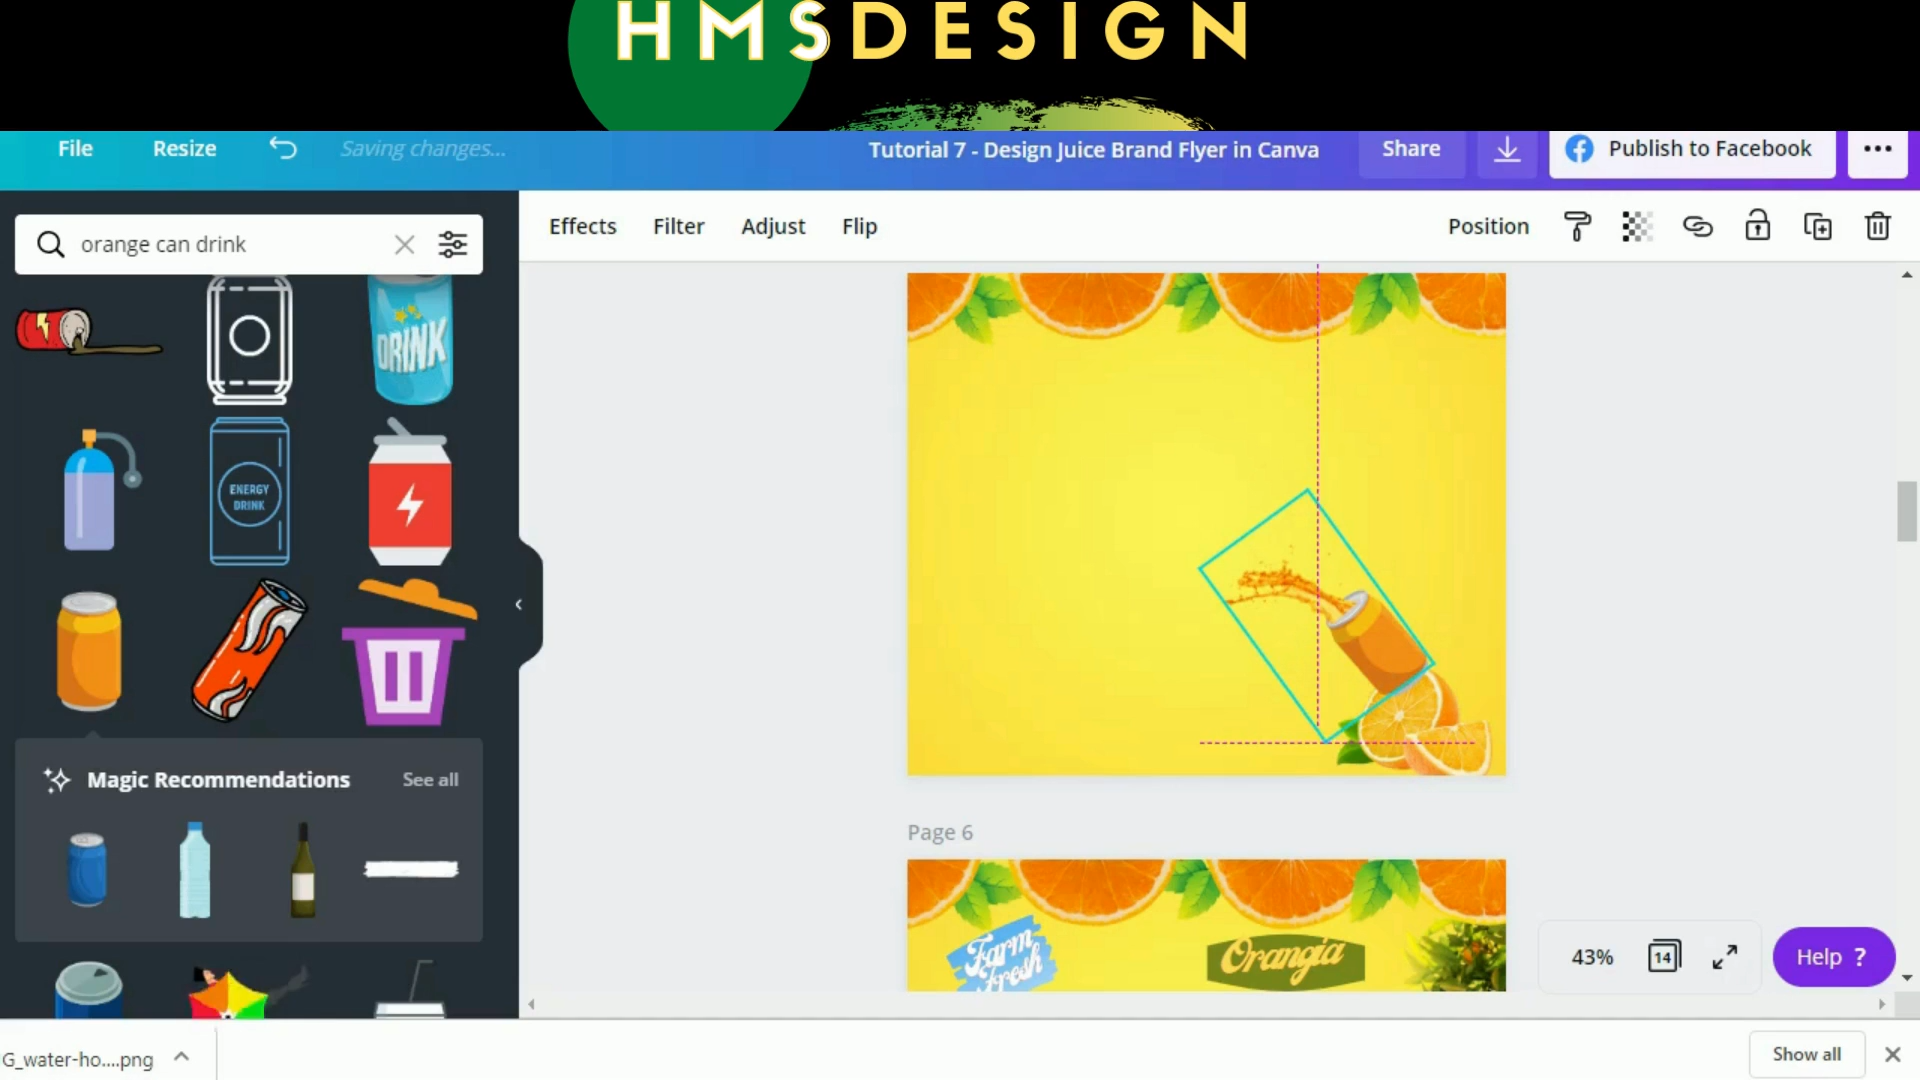 HMSDESIGN
File Resize Saving changes... Tutorial 7 - Design Juice Brand Flyer in Canva Share Publish to Facebook
orange can drink Effects Filter Adjust Flip Position
DRINK
ENERGY
DRINK
Magic Recommendations See all
Page 6
Farm
Fresh
Orangia
43% 14 Help ?
G_water-ho....png Show all